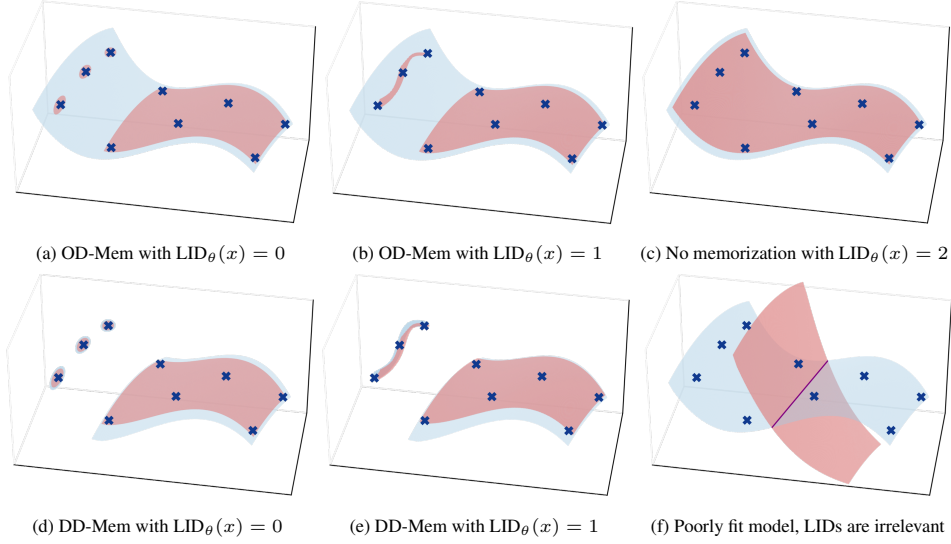 (a) OD-Mem with LIDθ(x) = 0
(b) OD-Mem with LIDθ(x) = 1
(c) No memorization with LIDθ(x) = 2
(d) DD-Mem with LIDθ(x) = 0
(e) DD-Mem with LIDθ(x) = 1
(f) Poorly fit model, LIDs are irrelevant